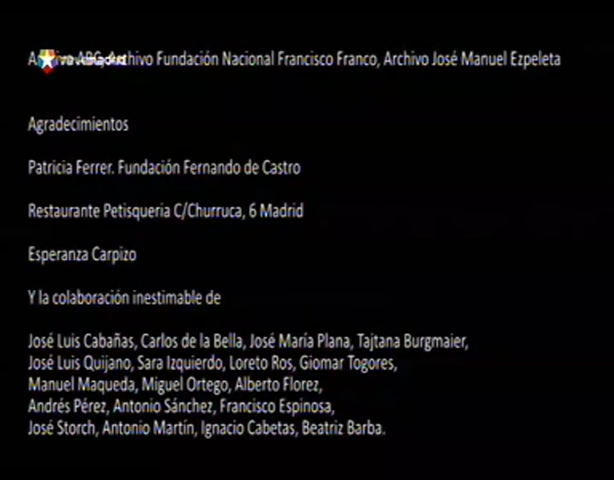 Archivo Fundación Nacional Francisco Franco, Archivo José Manuel Ezpeleta
Agradecimientos
Patricia Ferrer. Fundación Fernando de Castro
Restaurante Petisqueria C/Churruca, 6 Madrid
Esperanza Carpizo
Y la colaboración inestimable de
José Luis Cabañas, Carlos de la Bella, José María Plana, Tajtana Burgmaier,
José Luis Quijano, Sara Izquierdo, Loreto Ros, Giomar Togores,
Manuel Maqueda, Miguel Ortego, Alberto Florez,
Andrés Pérez, Antonio Sánchez, Francisco Espinosa,
José Storch, Antonio Martín, Ignacio Cabetas, Beatriz Barba.